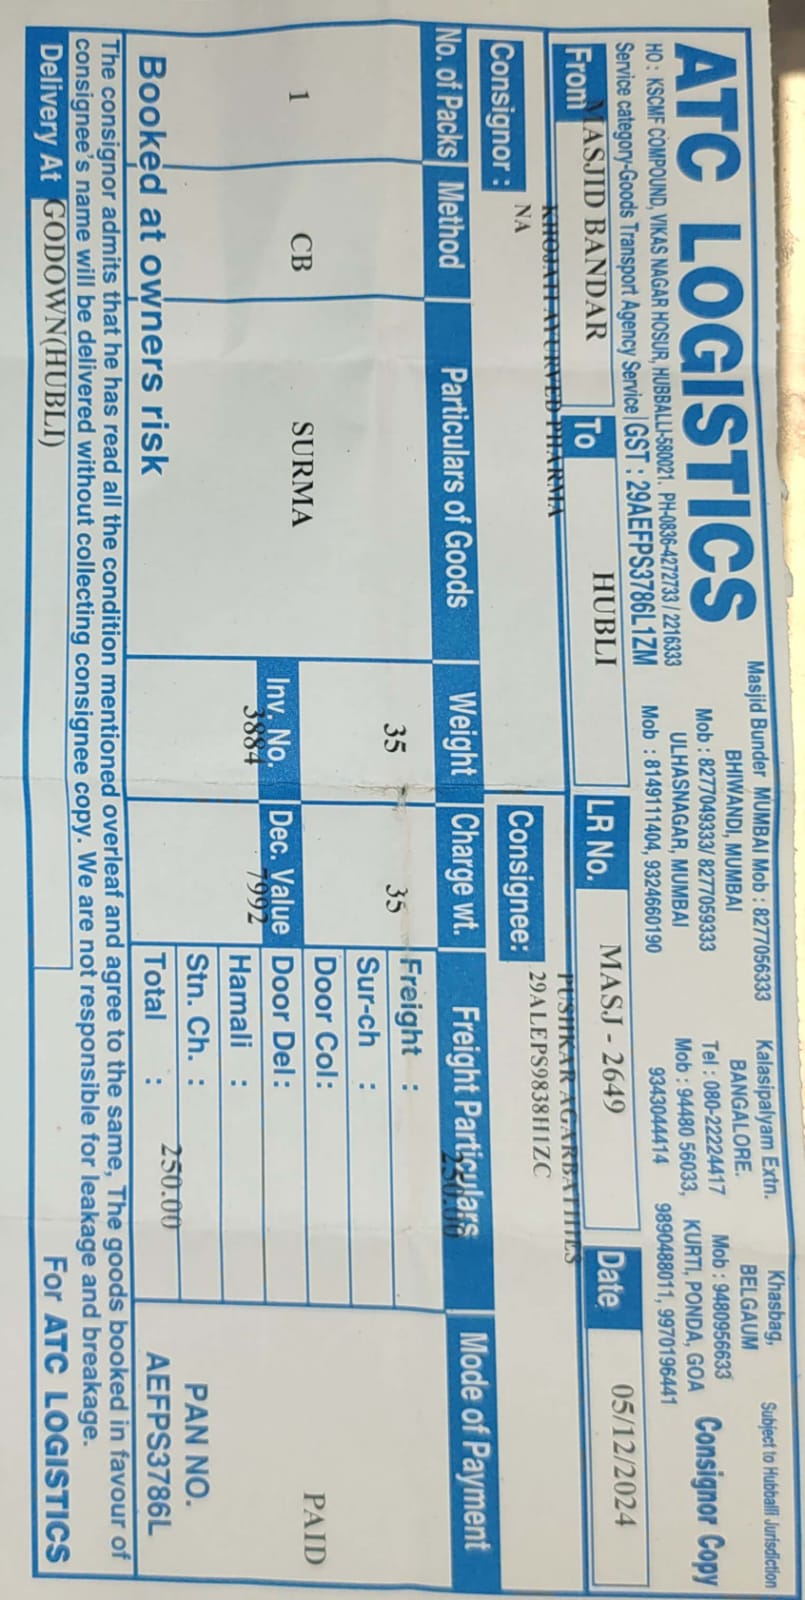 ATC LOGISTICS
HO : KSCMF COMPOUND, VIKAS NAGAR HOSUR, HUBBALLI-580021. PH-0836-4272733 / 2216333
Service category-Goods Transport Agency Service GST : 29AEFPS3786L1ZM
Masjid Bunder MUMBAI Mob : 8277056333
BHIWANDI, MUMBAI
Mob : 8277049333/ 8277059333
ULHASNAGAR, MUMBAI
Mob : 8149111404, 9324660190
Kalasipalyam Extn.
BANGALORE.
Tel : 080-22224417
Mob : 94480 56033,
9343044414
Khasbag,
BELGAUM
Mob : 9480956633
KURTI, PONDA, GOA
9890488011, 9970196441
Subject to Hubballi Jurisdiction
Consignor Copy
From MASJID BANDAR To HUBLI LR No. MASJ - 2649 Date 05/12/2024
Consignor : KHOJATI AYURVED PHARMA
NA
Consignee: PUSHKAR AGARBATHIES
29ALEPS9838H1ZC
No. of Packs Method Particulars of Goods Weight Charge wt. Freight Particulars Mode of Payment
1 CB SURMA 35 35
Freight : 250.00
Sur-ch :
Door Col:
Door Del:
Hamali :
Stn. Ch. :
Total : 250.00
Inv. No. 3884
Dec. Value 7992
PAID
PAN NO.
AEFPS3786L
Booked at owners risk
The consignor admits that he has read all the condition mentioned overleaf and agree to the same, The goods booked in favour of
consignee's name will be delivered without collecting consignee copy. We are not responsible for leakage and breakage.
Delivery At GODOWN(HUBLI)
For ATC LOGISTICS